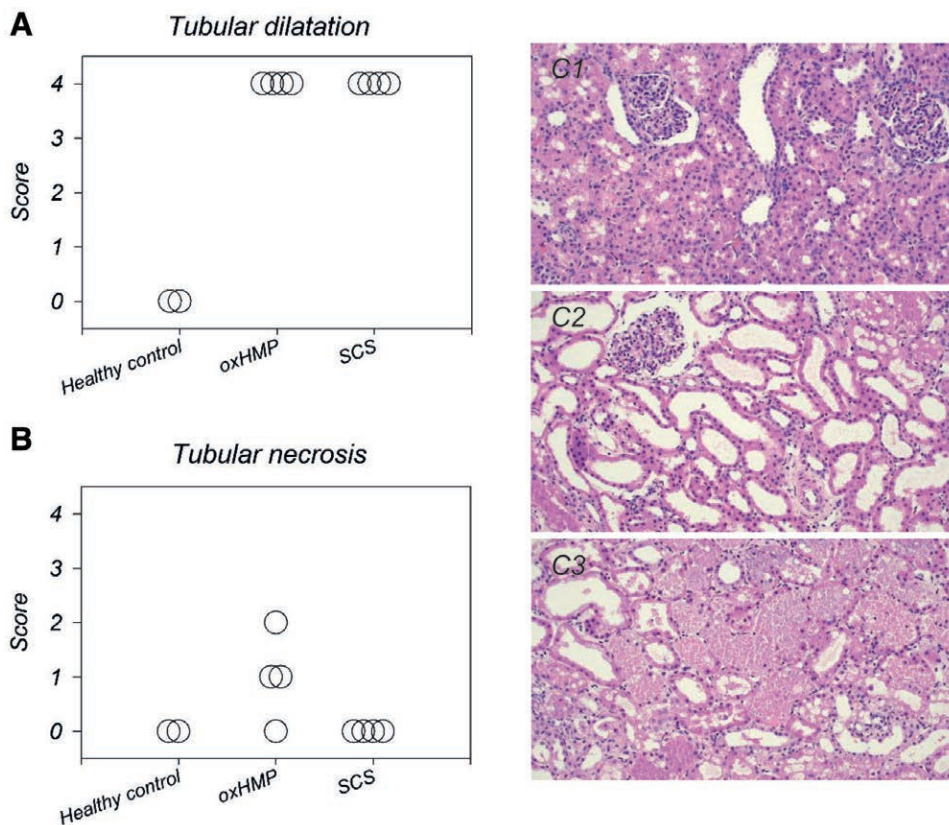 A
Tubular dilatation
Score
4
3
2
1
0
Healthy control
oxHMP
SCS
B
Tubular necrosis
Score
4
3
2
1
0
Healthy control
oxHMP
SCS
C1
C2
C3